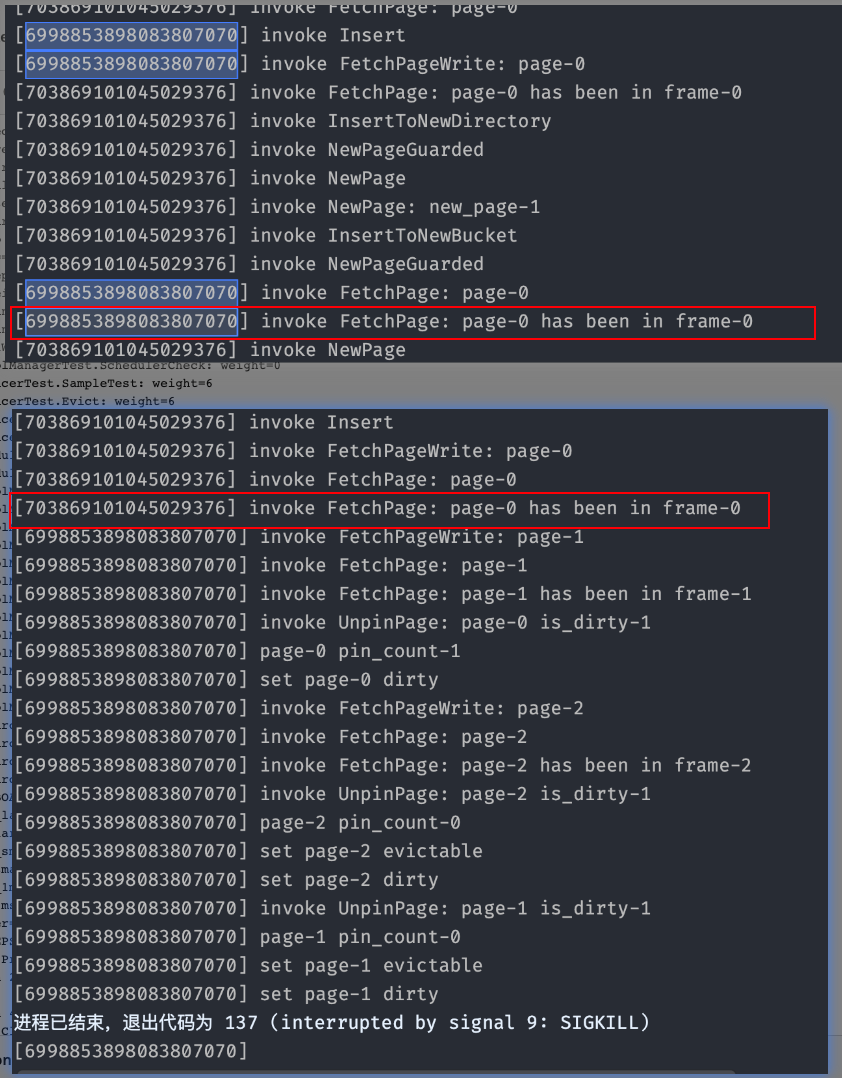 [703869101045029376] invoke FetchPage: page-0
[6998853898083807070] invoke Insert
[6998853898083807070] invoke FetchPageWrite: page-0
[703869101045029376] invoke FetchPage: page-0 has been in frame-0
[703869101045029376] invoke InsertToNewDirectory
[703869101045029376] invoke NewPageGuarded
[703869101045029376] invoke NewPage
[703869101045029376] invoke NewPage: new_page-1
[703869101045029376] invoke InsertToNewBucket
[703869101045029376] invoke NewPageGuarded
[6998853898083807070] invoke FetchPage: page-0
[6998853898083807070] invoke FetchPage: page-0 has been in frame-0
[703869101045029376] invoke NewPage
lManagerTest.SchedulerCheck: weight=0
cerTest.SampleTest: weight=6
cerTest.Evict: weight=6
[703869101045029376] invoke Insert
[703869101045029376] invoke FetchPageWrite: page-0
[703869101045029376] invoke FetchPage: page-0
[703869101045029376] invoke FetchPage: page-0 has been in frame-0
[6998853898083807070] invoke FetchPageWrite: page-1
[6998853898083807070] invoke FetchPage: page-1
[6998853898083807070] invoke FetchPage: page-1 has been in frame-1
[6998853898083807070] invoke UnpinPage: page-0 is_dirty-1
[6998853898083807070] page-0 pin_count-1
[6998853898083807070] set page-0 dirty
[6998853898083807070] invoke FetchPageWrite: page-2
[6998853898083807070] invoke FetchPage: page-2
[6998853898083807070] invoke FetchPage: page-2 has been in frame-2
[6998853898083807070] invoke UnpinPage: page-2 is_dirty-1
[6998853898083807070] page-2 pin_count-0
[6998853898083807070] set page-2 evictable
[6998853898083807070] set page-2 dirty
[6998853898083807070] invoke UnpinPage: page-1 is_dirty-1
[6998853898083807070] page-1 pin_count-0
[6998853898083807070] set page-1 evictable
[6998853898083807070] set page-1 dirty
进程已结束，退出代码为 137 (interrupted by signal 9: SIGKILL)
[6998853898083807070]